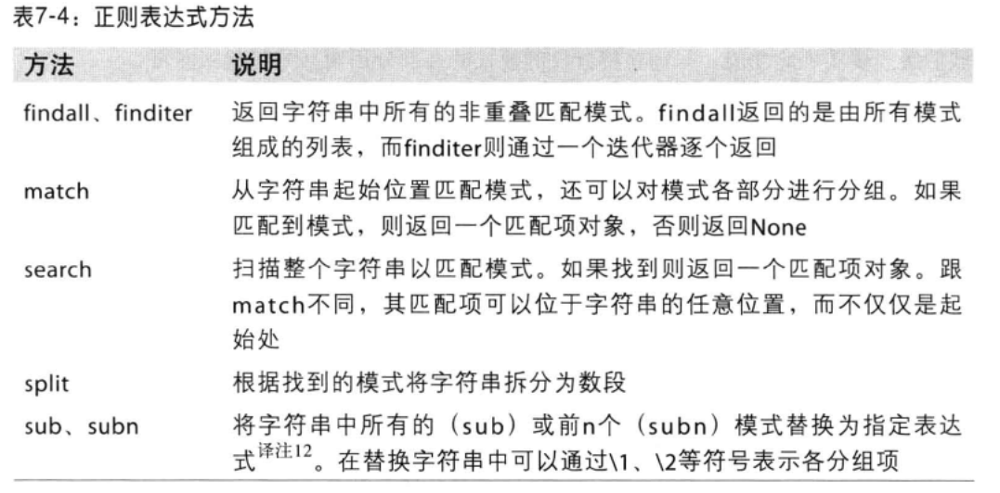 表7-4：正则表达式方法
方法 说明
findall、finditer 返回字符串中所有的非重叠匹配模式。findall返回的是由所有模式
组成的列表，而finditer则通过一个迭代器逐个返回
match 从字符串起始位置匹配模式，还可以对模式各部分进行分组。如果
匹配到模式，则返回一个匹配项对象，否则返回None
search 扫描整个字符串以匹配模式。如果找到则返回一个匹配项对象。跟
match不同，其匹配项可以位于字符串的任意位置，而不仅仅是起
始处
split 根据找到的模式将字符串拆分为数段
sub、subn 将字符串中所有的（sub）或前n个（subn）模式替换为指定表达
式译注12。在替换字符串中可以通过\1、\2等符号表示各分组项